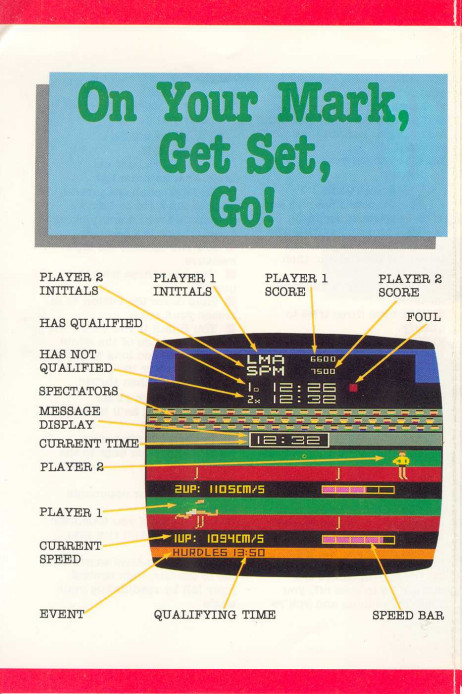 On Your Mark,
Get Set,
Go!
PLAYER 2
INITIALS
PLAYER 1
INITIALS
PLAYER 1
SCORE
PLAYER 2
SCORE
HAS QUALIFIED
FOUL
HAS NOT
QUALIFIED
SPECTATORS
MESSAGE
DISPLAY
CURRENT TIME
PLAYER 2
PLAYER 1
CURRENT
SPEED
EVENT
QUALIFYING TIME
SPEED BAR
LMA 6600
SPM 7500
1o 12:26
2x 12:32
12:32
2UP: 1105CM/S
1UP: 1094CM/S
HURDLES 13:50